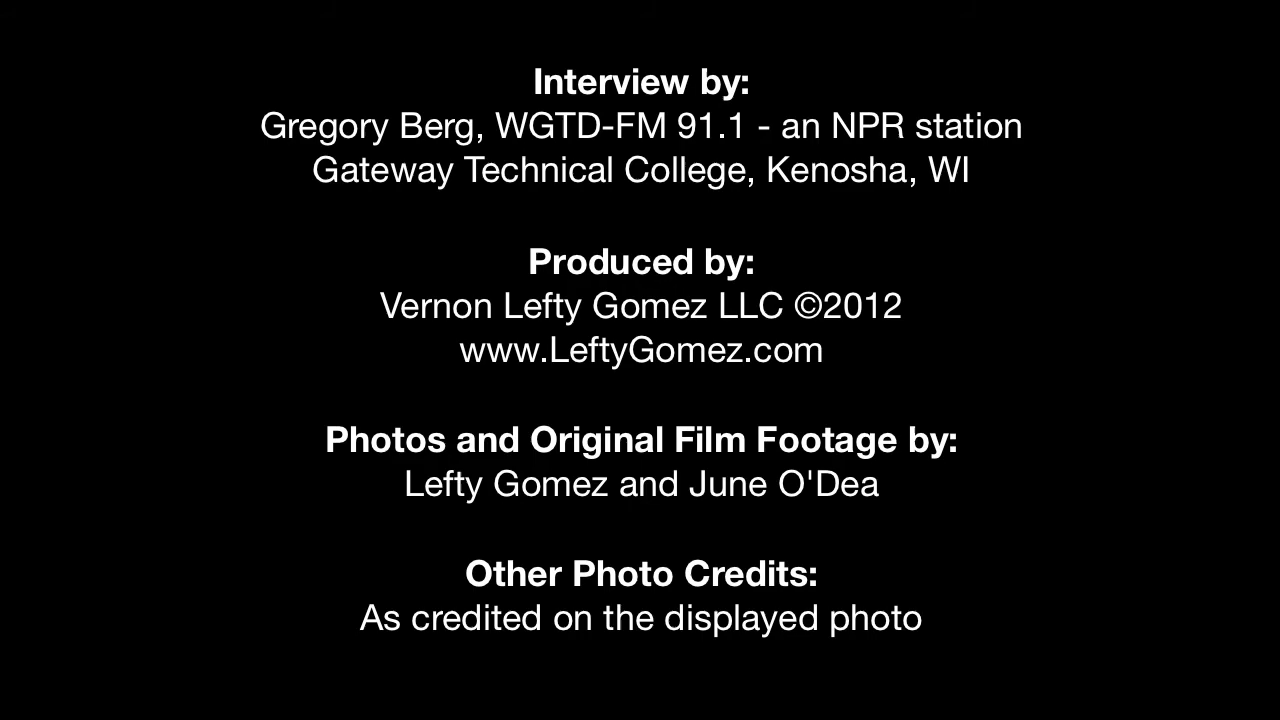 Interview by:
Gregory Berg, WGTD-FM 91.1 - an NPR station
Gateway Technical College, Kenosha, WI
Produced by:
Vernon Lefty Gomez LLC ©2012
www.LeftyGomez.com
Photos and Original Film Footage by:
Lefty Gomez and June O'Dea
Other Photo Credits:
As credited on the displayed photo